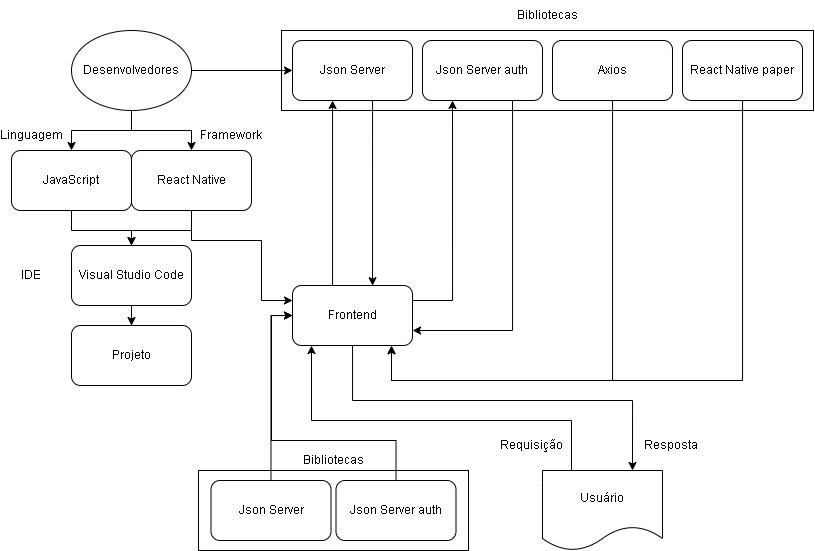 Bibliotecas
Desenvolvedores
Json Server
Json Server auth
Axios
React Native paper
Linguagem
Framework
JavaScript
React Native
IDE
Visual Studio Code
Frontend
Projeto
Requisição
Resposta
Bibliotecas
Json Server
Json Server auth
Usuário